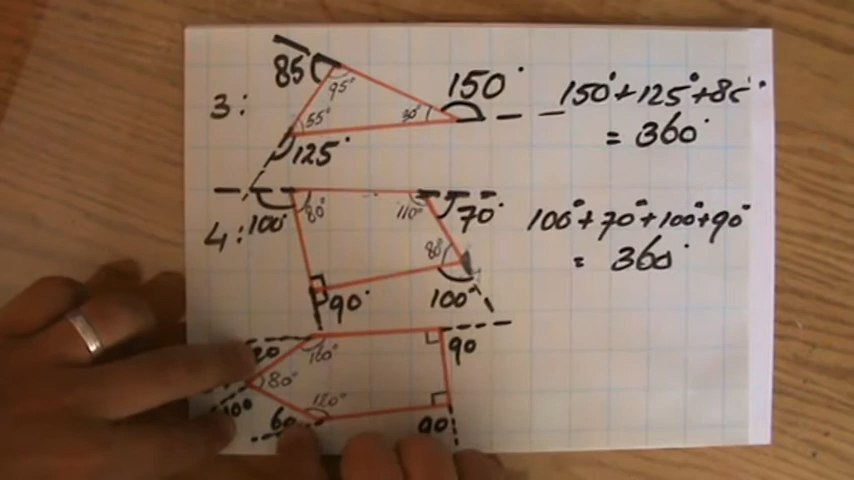 85 150°
95°
3: 55° 30° 150°+125°+85°
125° = 360°
100° 80° 110° 70° 100°+70°+100°+90°
4: 80° = 360°
90° 100°
20 160° 90
80°
100 120°
60 90